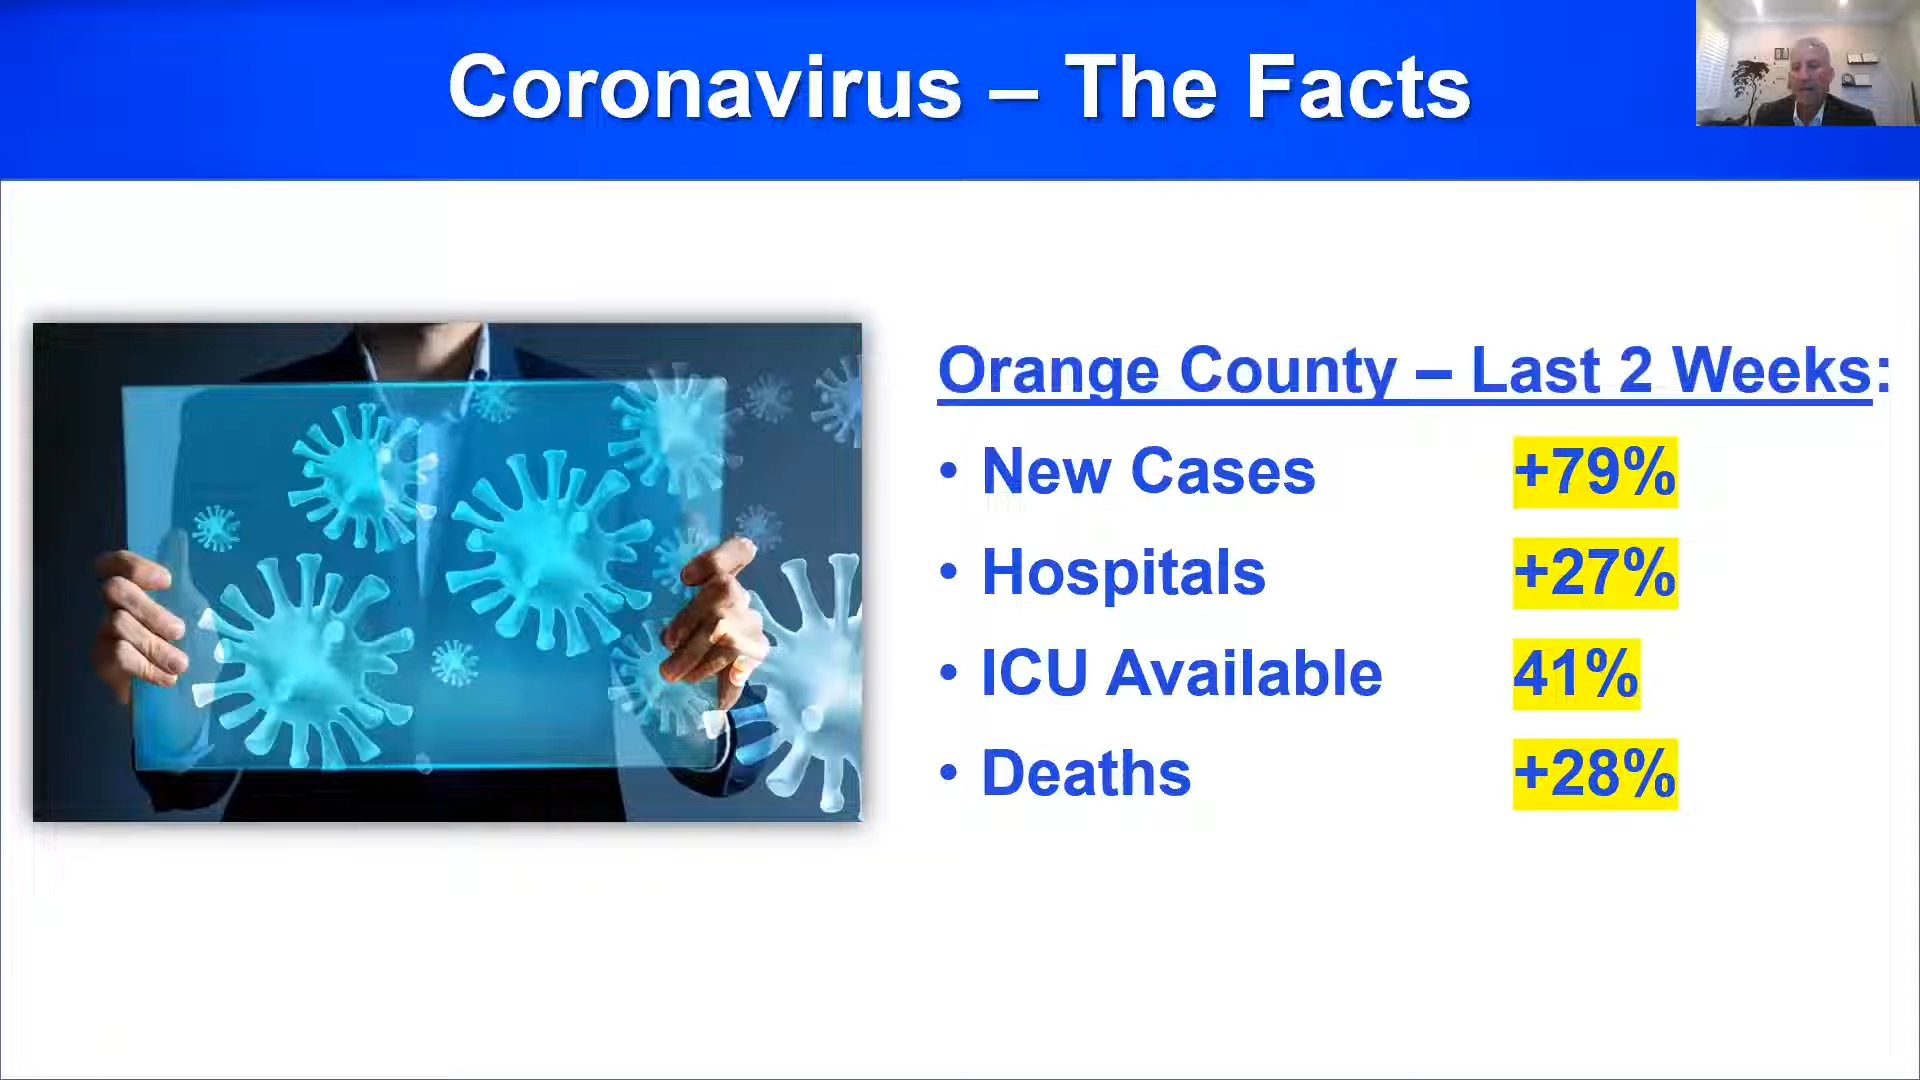 Coronavirus – The Facts
Orange County – Last 2 Weeks:
• New Cases +79%
• Hospitals +27%
• ICU Available 41%
• Deaths +28%